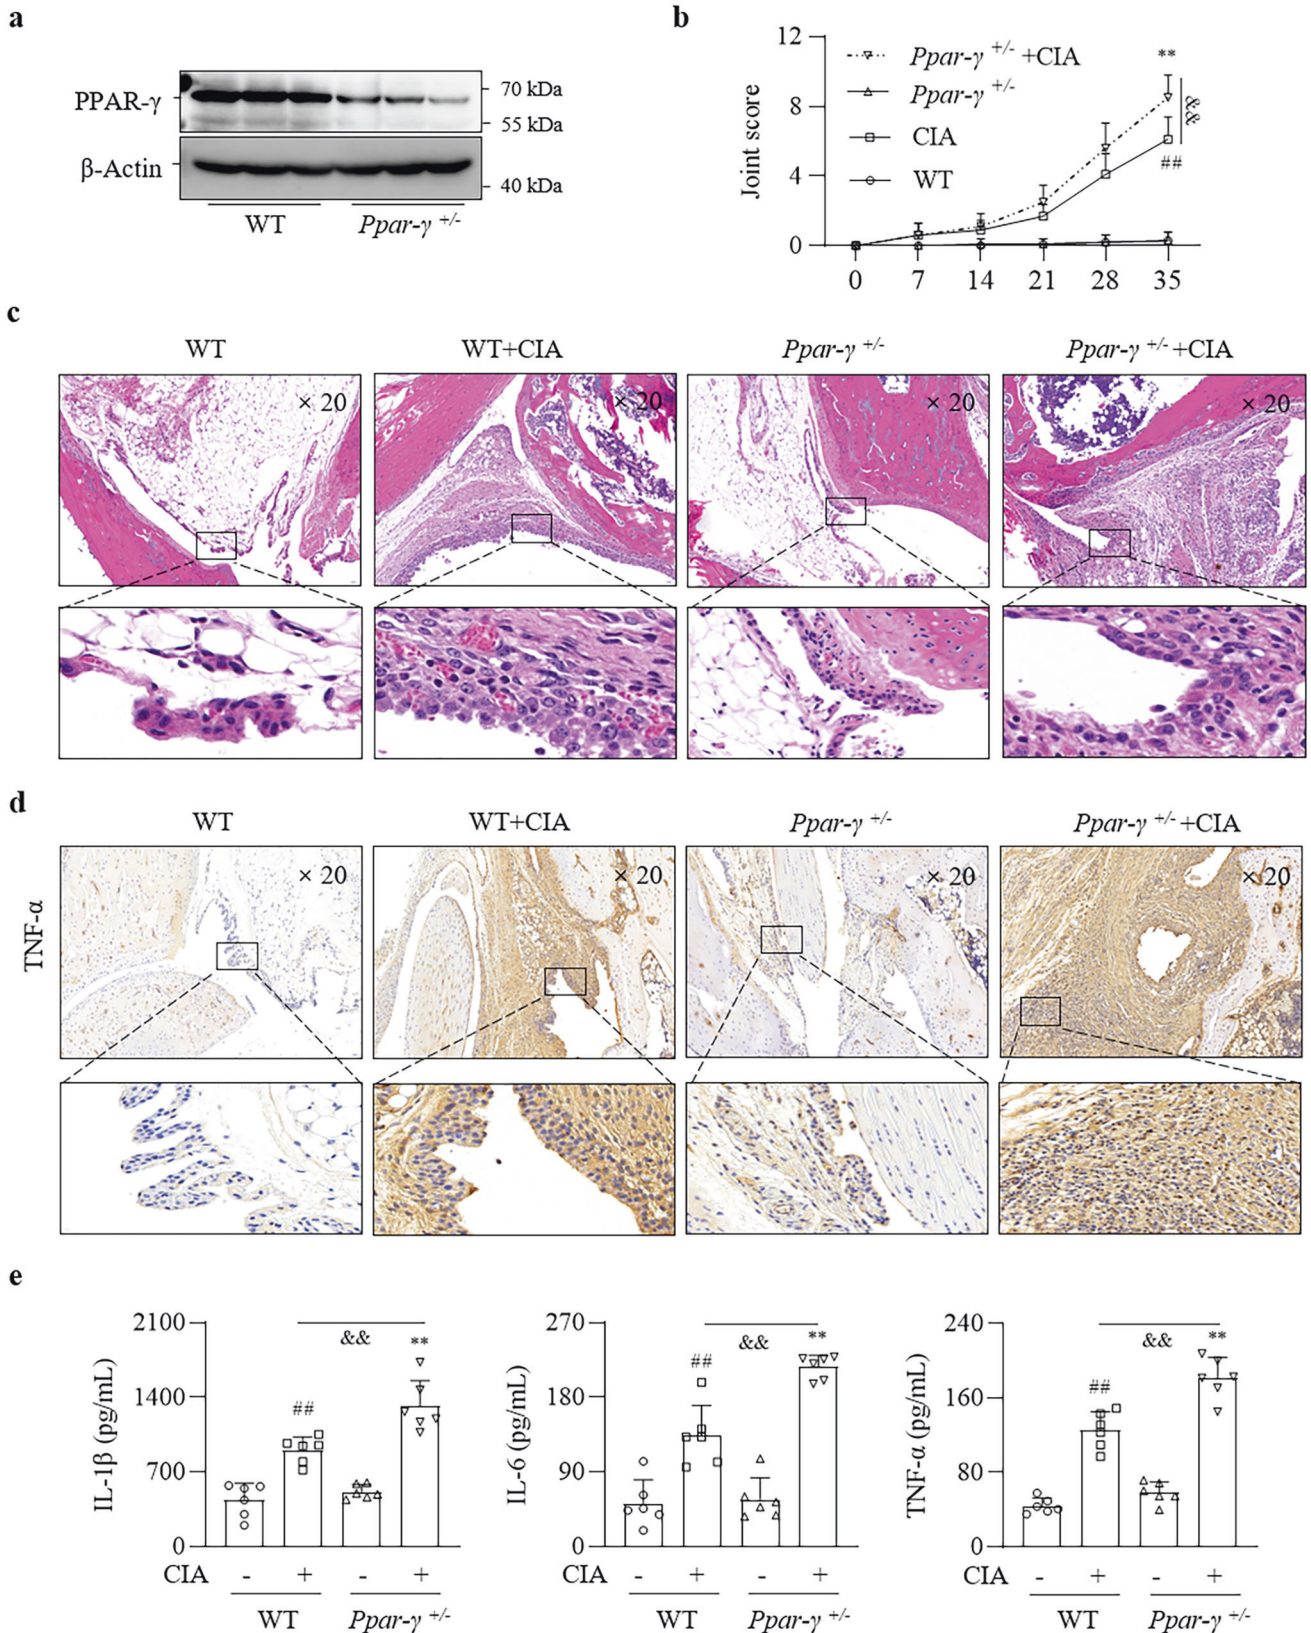 a
PPAR-γ
70 kDa
55 kDa
β-Actin
40 kDa
WT
Ppar-γ +/-
b
Joint score
12
8
4
0
0 7 14 21 28 35
Ppar-γ +/- +CIA
Ppar-γ +/-
CIA
WT
**
&&
##
c
WT WT+CIA Ppar-γ +/- Ppar-γ +/- +CIA
× 20 × 20 × 20 × 20
d
WT WT+CIA Ppar-γ +/- Ppar-γ +/- +CIA
TNF-α
× 20 × 20 × 20 × 20
e
IL-1β (pg/mL)
2100
1400
700
0
&&
**
##
CIA - + - +
WT Ppar-γ +/-
IL-6 (pg/mL)
270
180
90
0
&&
**
##
CIA - + - +
WT Ppar-γ +/-
TNF-α (pg/mL)
240
160
80
0
&&
**
##
CIA - + - +
WT Ppar-γ +/-